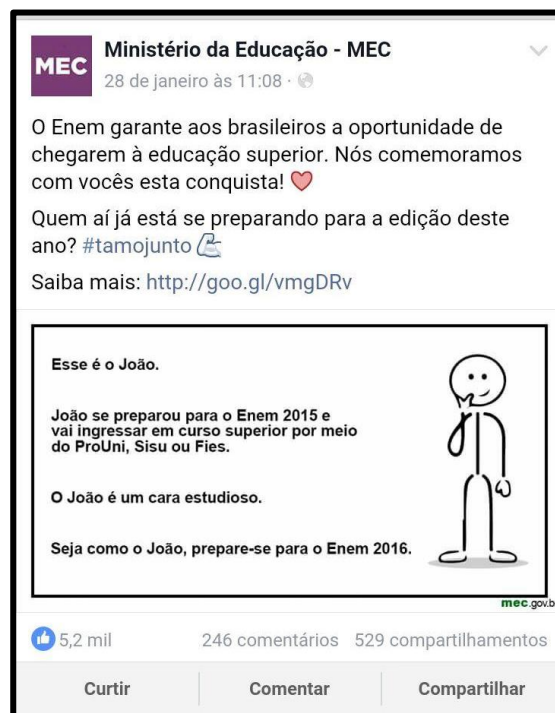 MEC
Ministério da Educação - MEC
28 de janeiro às 11:08 ·
O Enem garante aos brasileiros a oportunidade de
chegarem à educação superior. Nós comemoramos
com vocês esta conquista!
Quem aí já está se preparando para a edição deste
ano? #tamojunto
Saiba mais: http://goo.gl/vmgDRv
Esse é o João.
João se preparou para o Enem 2015 e
vai ingressar em curso superior por meio
do ProUni, Sisu ou Fies.
O João é um cara estudioso.
Seja como o João, prepare-se para o Enem 2016.
mec.gov.b
5,2 mil 246 comentários 529 compartilhamentos
Curtir Comentar Compartilhar